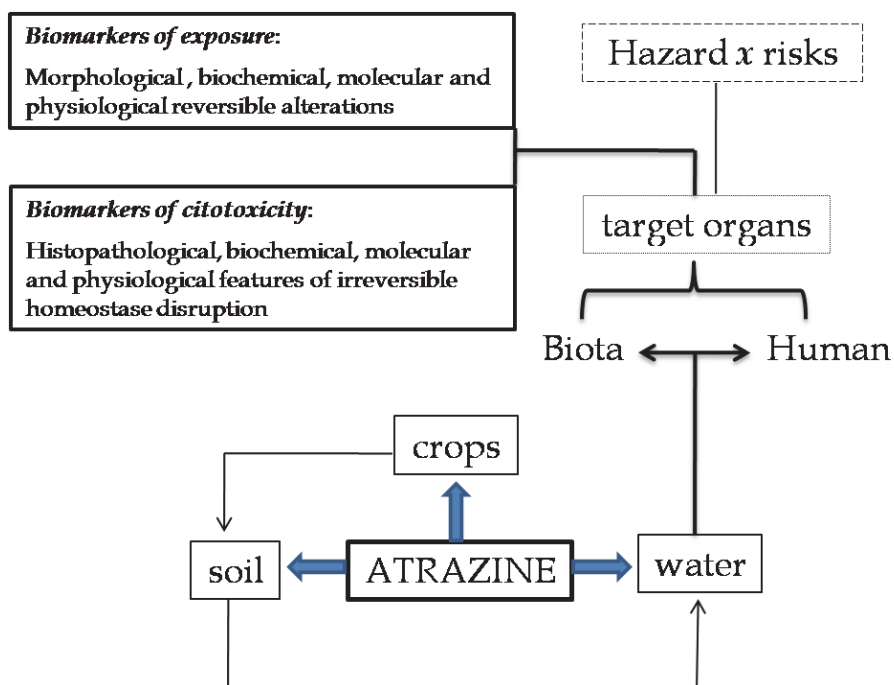 Biomarkers of exposure:
Morphological , biochemical, molecular and
physiological reversible alterations
Hazard x risks
Biomarkers of citotoxicity:
Histopathological, biochemical, molecular
and physiological features of irreversible
homeostase disruption
target organs
Biota
Human
crops
soil
ATRAZINE
water